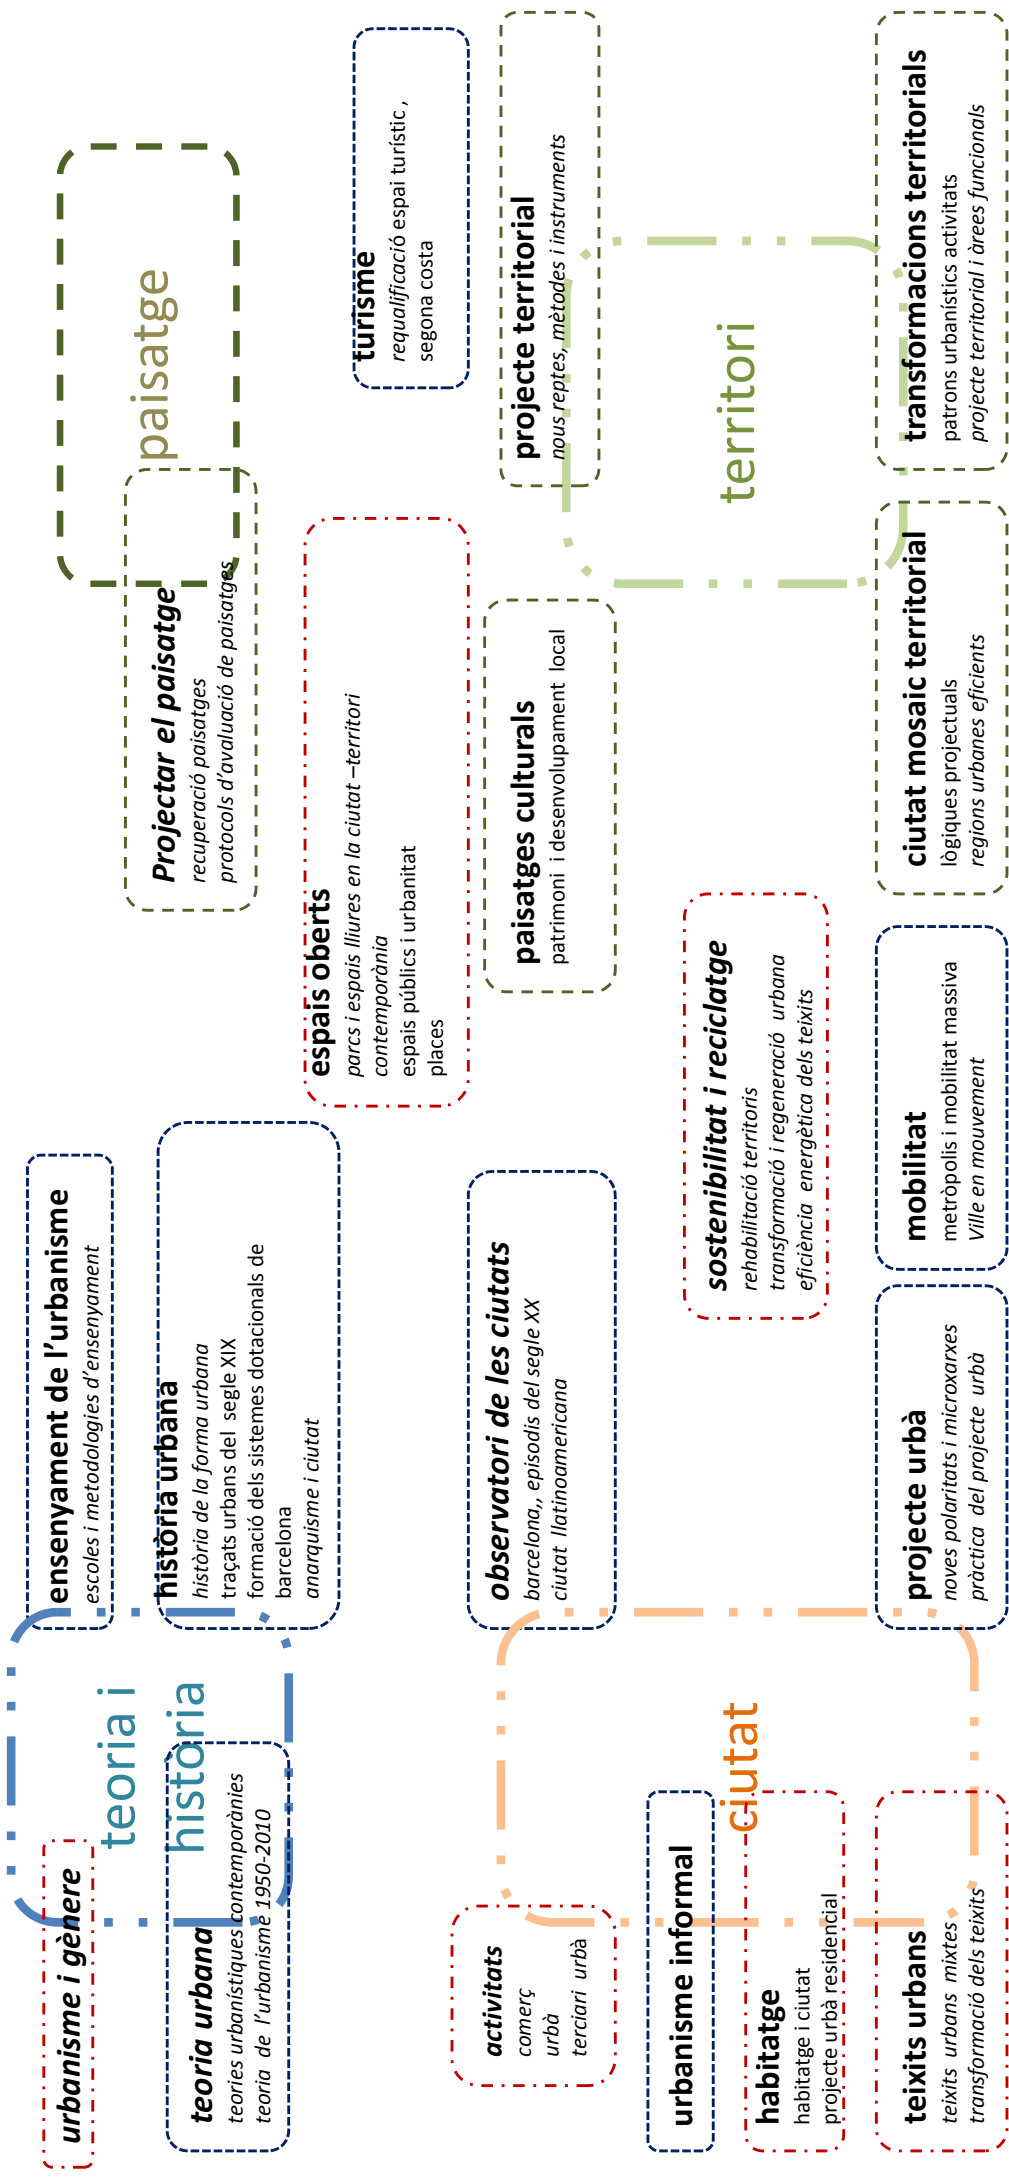 urbanisme i gènere
teoria i
història
teoria urbana
teories urbanístiques contemporànies
teoria de l'urbanisme 1950-2010
ensenyament de l'urbanisme
escoles i metodologies d'ensenyament
història urbana
història de la forma urbana
traçats urbans del segle XIX
formació dels sistemes dotacionals de
barcelona
anarquisme i ciutat
paisatge
Projectar el paisatge
recuperació paisatges
protocols d'avaluació de paisatges
espais oberts
parcs i espais lliures en la ciutat –territori
contemporània
espais públics i urbanitat
places
turisme
requalificació espai turístic ,
segona costa
activitats
comerç
urbà
terciari urbà
observatori de les ciutats
barcelona,, episodis del segle XX
ciutat llatinoamericana
paisatges culturals
patrimoni i desenvolupament local
projecte territorial
nous reptes, mètodes i instruments
urbanisme informal
ciutat
habitatge
habitatge i ciutat
projecte urbà residencial
sostenibilitat i reciclatge
rehabilitació territoris
transformació i regeneració urbana
eficiència energètica dels teixits
territori
teixits urbans
teixits urbans mixtes
transformació dels teixits
projecte urbà
noves polaritats i microxarxes
pràctica del projecte urbà
mobilitat
metròpolis i mobilitat massiva
Ville en mouvement
ciutat mosaic territorial
lògiques projectuals
regions urbanes eficients
transformacions territorials
patrons urbanístics activitats
projecte territorial i àrees funcionals